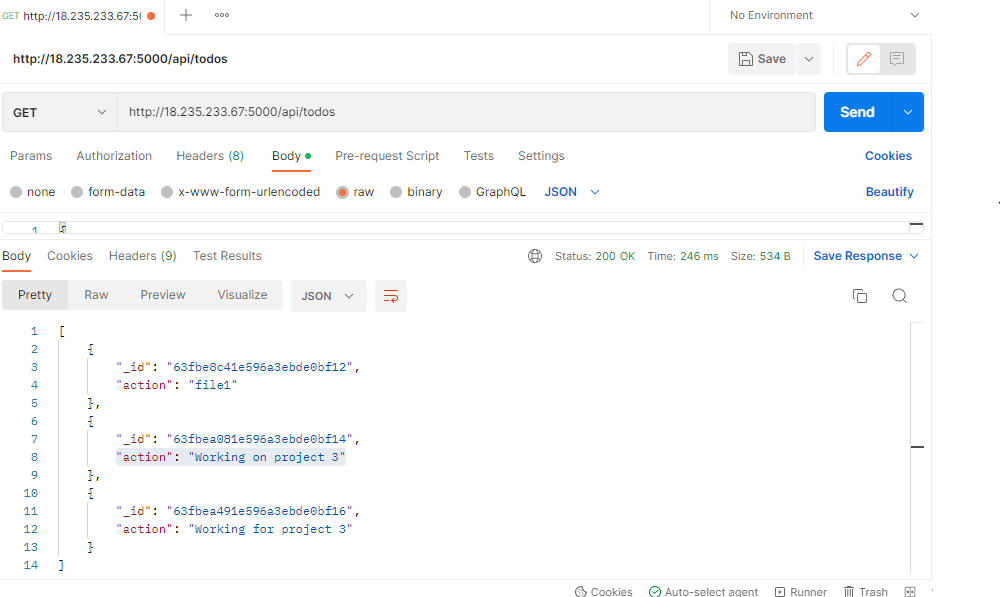 GET http://18.235.233.67:5( No Environment
http://18.235.233.67:5000/api/todos Save
GET http://18.235.233.67:5000/api/todos Send
Params Authorization Headers (8) Body Pre-request Script Tests Settings Cookies
none form-data x-www-form-urlencoded raw binary GraphQL JSON Beautify
1 {
Body Cookies Headers (9) Test Results Status: 200 OK Time: 246 ms Size: 534 B Save Response
Pretty Raw Preview Visualize JSON
1 [
2 {
3 "_id": "63fbe8c41e596a3ebde0bf12",
4 "action": "file1"
5 },
6 {
7 "_id": "63fbea081e596a3ebde0bf14",
8 "action": "Working on project 3"
9 },
10 {
11 "_id": "63fbea491e596a3ebde0bf16",
12 "action": "Working for project 3"
13 }
14 ]
Cookies Auto-select agent Runner Trash